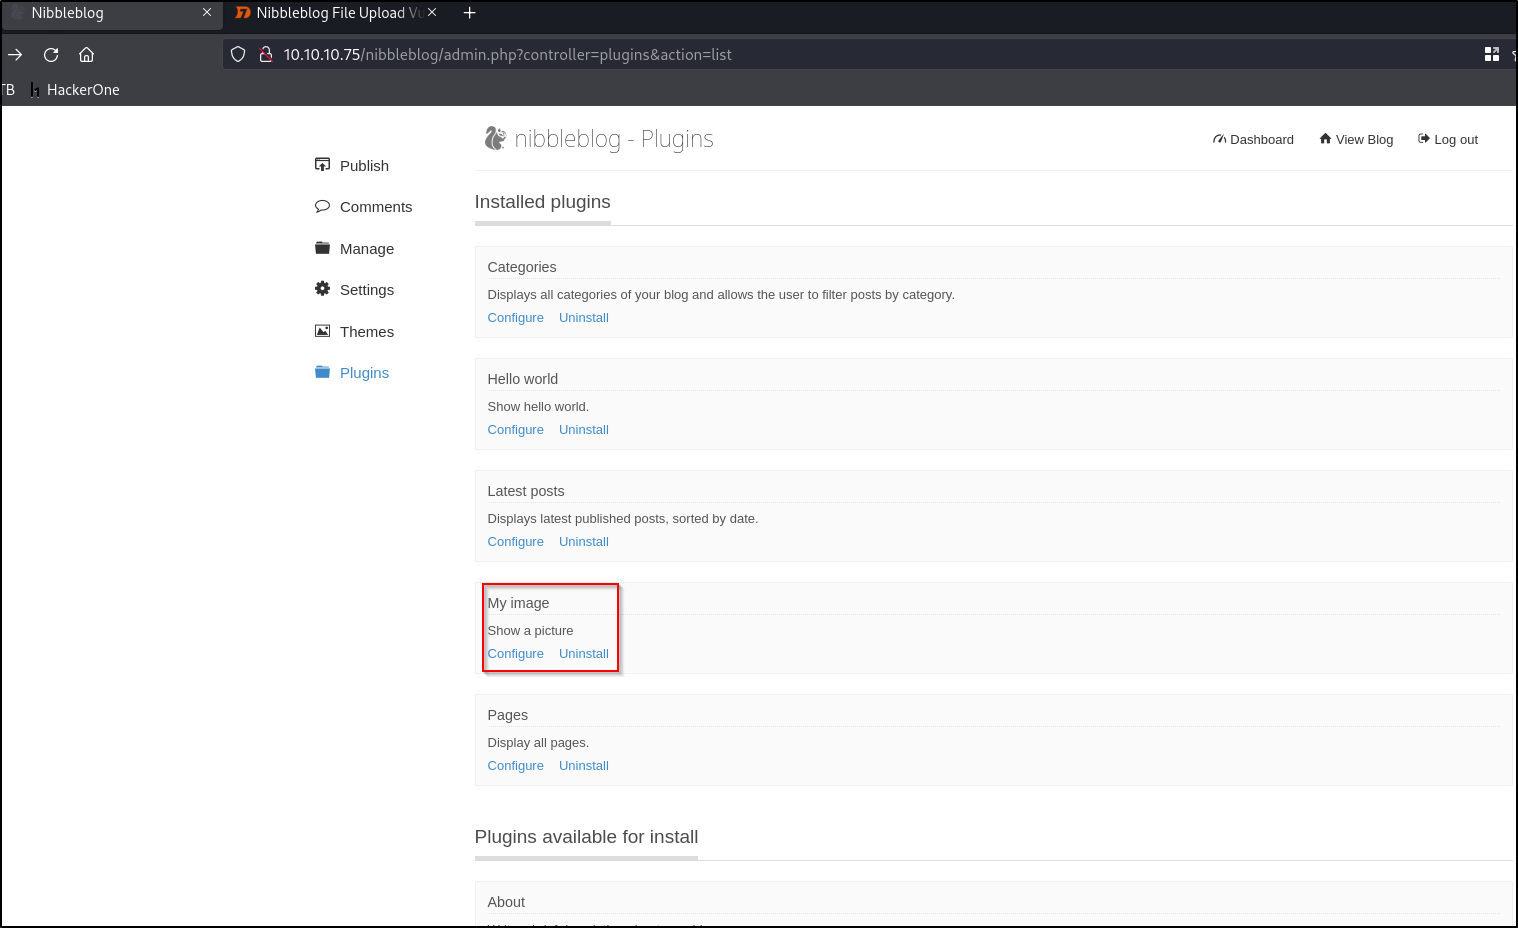 Nibbleblog
Nibbleblog File Upload Vu
10.10.10.75/nibbleblog/admin.php?controller=plugins&action=list
TB
HackerOne
nibbleblog - Plugins
Dashboard
View Blog
Log out
Publish
Comments
Manage
Settings
Themes
Plugins
Installed plugins
Categories
Displays all categories of your blog and allows the user to filter posts by category.
Configure Uninstall
Hello world
Show hello world.
Configure Uninstall
Latest posts
Displays latest published posts, sorted by date.
Configure Uninstall
My image
Show a picture
Configure Uninstall
Pages
Display all pages.
Configure Uninstall
Plugins available for install
About